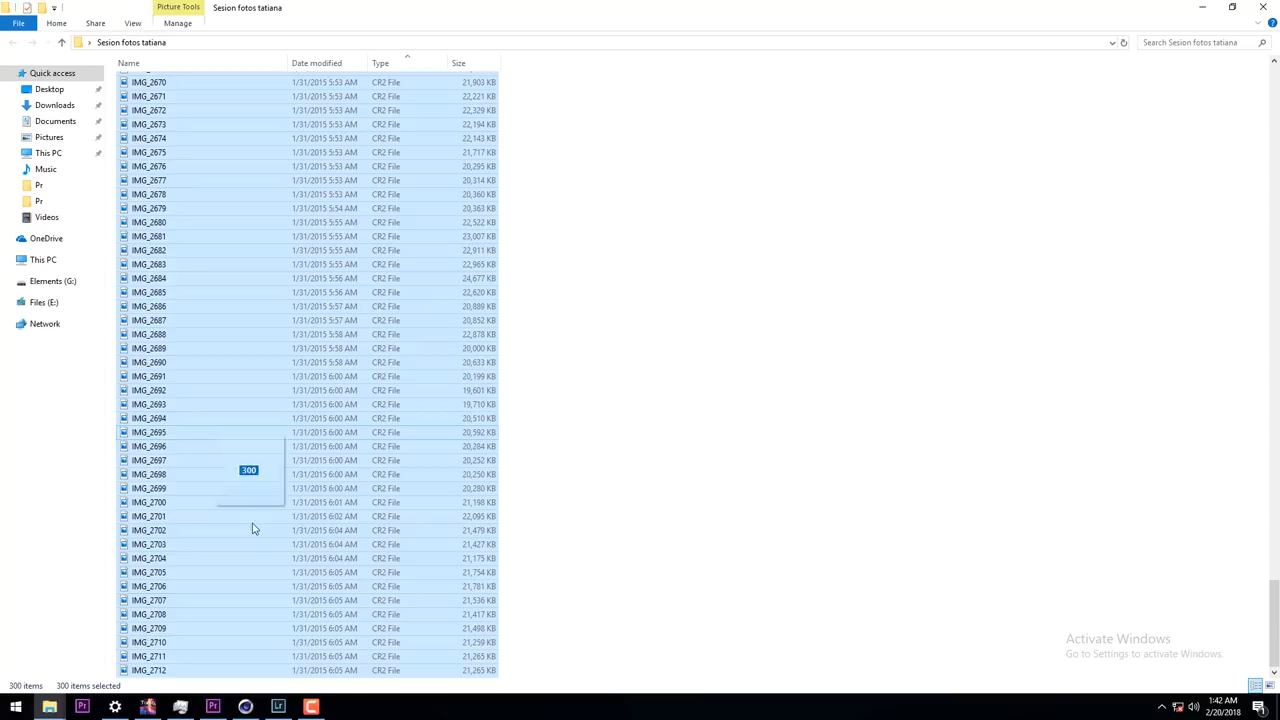 Picture Tools
Sesion fotos tatiana
File Home Share View Manage
Sesion fotos tatiana
Search Sesion fotos tatiana
Name Date modified Type Size
Quick access
Desktop
Downloads
Documents
Pictures
This PC
Music
Pr
Pr
Videos
OneDrive
This PC
Elements (G:)
Files (E:)
Network
IMG_2670 1/31/2015 5:53 AM CR2 File 21,903 KB
IMG_2671 1/31/2015 5:53 AM CR2 File 22,221 KB
IMG_2672 1/31/2015 5:53 AM CR2 File 22,329 KB
IMG_2673 1/31/2015 5:53 AM CR2 File 22,194 KB
IMG_2674 1/31/2015 5:53 AM CR2 File 22,143 KB
IMG_2675 1/31/2015 5:53 AM CR2 File 21,717 KB
IMG_2676 1/31/2015 5:53 AM CR2 File 20,295 KB
IMG_2677 1/31/2015 5:53 AM CR2 File 20,314 KB
IMG_2678 1/31/2015 5:53 AM CR2 File 20,360 KB
IMG_2679 1/31/2015 5:54 AM CR2 File 20,363 KB
IMG_2680 1/31/2015 5:55 AM CR2 File 22,522 KB
IMG_2681 1/31/2015 5:55 AM CR2 File 23,007 KB
IMG_2682 1/31/2015 5:55 AM CR2 File 22,911 KB
IMG_2683 1/31/2015 5:55 AM CR2 File 22,965 KB
IMG_2684 1/31/2015 5:56 AM CR2 File 24,677 KB
IMG_2685 1/31/2015 5:56 AM CR2 File 22,620 KB
IMG_2686 1/31/2015 5:57 AM CR2 File 20,889 KB
IMG_2687 1/31/2015 5:57 AM CR2 File 20,852 KB
IMG_2688 1/31/2015 5:58 AM CR2 File 22,878 KB
IMG_2689 1/31/2015 5:58 AM CR2 File 20,000 KB
IMG_2690 1/31/2015 5:58 AM CR2 File 20,633 KB
IMG_2691 1/31/2015 6:00 AM CR2 File 20,199 KB
IMG_2692 1/31/2015 6:00 AM CR2 File 19,601 KB
IMG_2693 1/31/2015 6:00 AM CR2 File 19,710 KB
IMG_2694 1/31/2015 6:00 AM CR2 File 20,510 KB
IMG_2695 1/31/2015 6:00 AM CR2 File 20,592 KB
IMG_2696 1/31/2015 6:00 AM CR2 File 20,284 KB
IMG_2697 1/31/2015 6:00 AM CR2 File 20,252 KB
300
IMG_2698 1/31/2015 6:00 AM CR2 File 20,250 KB
IMG_2699 1/31/2015 6:00 AM CR2 File 20,280 KB
IMG_2700 1/31/2015 6:01 AM CR2 File 21,198 KB
IMG_2701 1/31/2015 6:02 AM CR2 File 22,095 KB
IMG_2702 1/31/2015 6:04 AM CR2 File 21,479 KB
IMG_2703 1/31/2015 6:04 AM CR2 File 21,427 KB
IMG_2704 1/31/2015 6:04 AM CR2 File 21,175 KB
IMG_2705 1/31/2015 6:05 AM CR2 File 21,754 KB
IMG_2706 1/31/2015 6:05 AM CR2 File 21,781 KB
IMG_2707 1/31/2015 6:05 AM CR2 File 21,536 KB
IMG_2708 1/31/2015 6:05 AM CR2 File 21,417 KB
IMG_2709 1/31/2015 6:05 AM CR2 File 21,498 KB
IMG_2710 1/31/2015 6:05 AM CR2 File 21,259 KB
IMG_2711 1/31/2015 6:05 AM CR2 File 21,265 KB
IMG_2712 1/31/2015 6:05 AM CR2 File 21,265 KB
Activate Windows
Go to Settings to activate Windows.
300 items 300 items selected
Pr Pr Lr
1:42 AM
2/20/2018